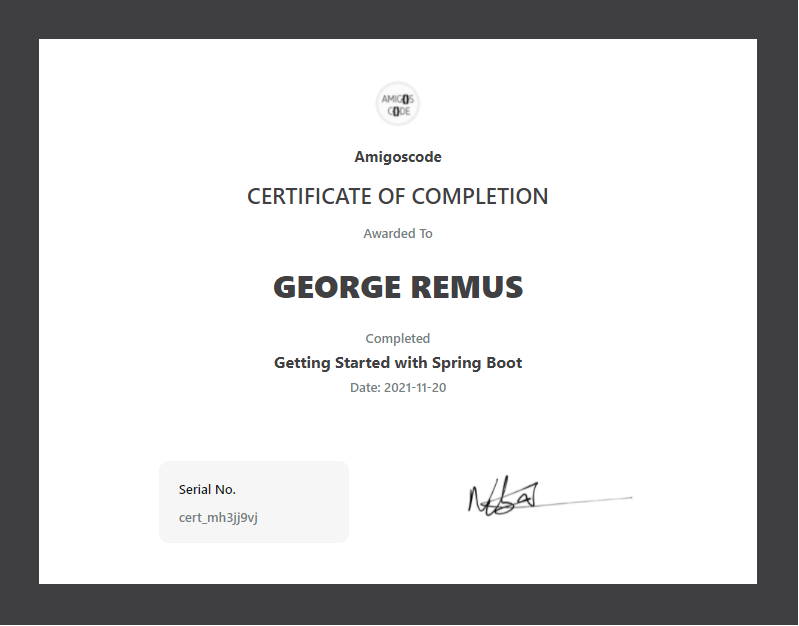 AMIGOS
CODE
Amigoscode
CERTIFICATE OF COMPLETION
Awarded To
GEORGE REMUS
Completed
Getting Started with Spring Boot
Date: 2021-11-20
Serial No.
cert_mh3jj9vj